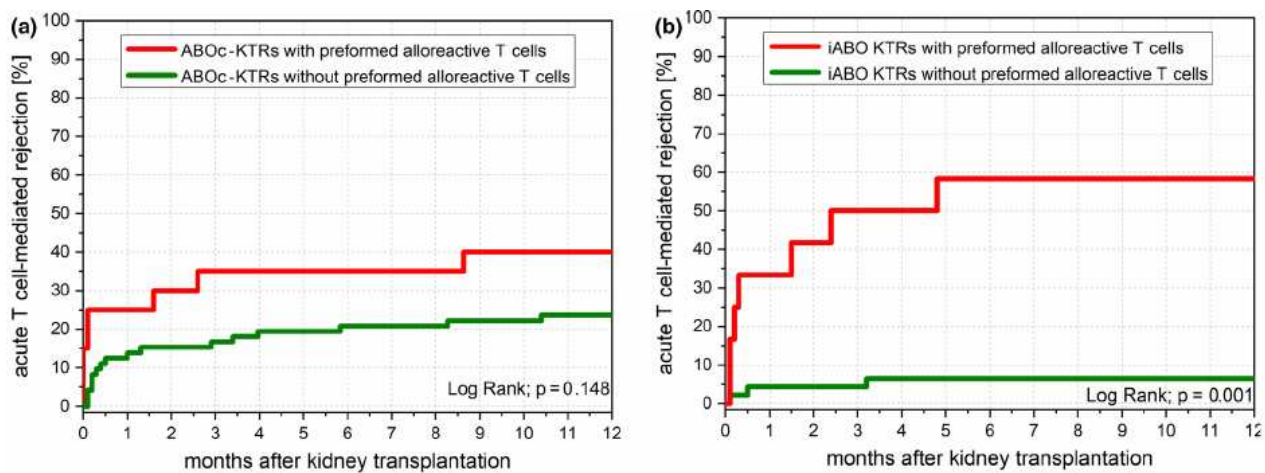 (a)
acute T cell-mediated rejection [%]
100
90
80
70
60
50
40
30
20
10
0
ABOc-KTRs with preformed alloreactive T cells
ABOc-KTRs without preformed alloreactive T cells
Log Rank; p = 0.148
0 1 2 3 4 5 6 7 8 9 10 11 12
months after kidney transplantation
(b)
acute T cell-mediated rejection [%]
100
90
80
70
60
50
40
30
20
10
0
iABO KTRs with preformed alloreactive T cells
iABO KTRs without preformed alloreactive T cells
Log Rank; p = 0.001
0 1 2 3 4 5 6 7 8 9 10 11 12
months after kidney transplantation